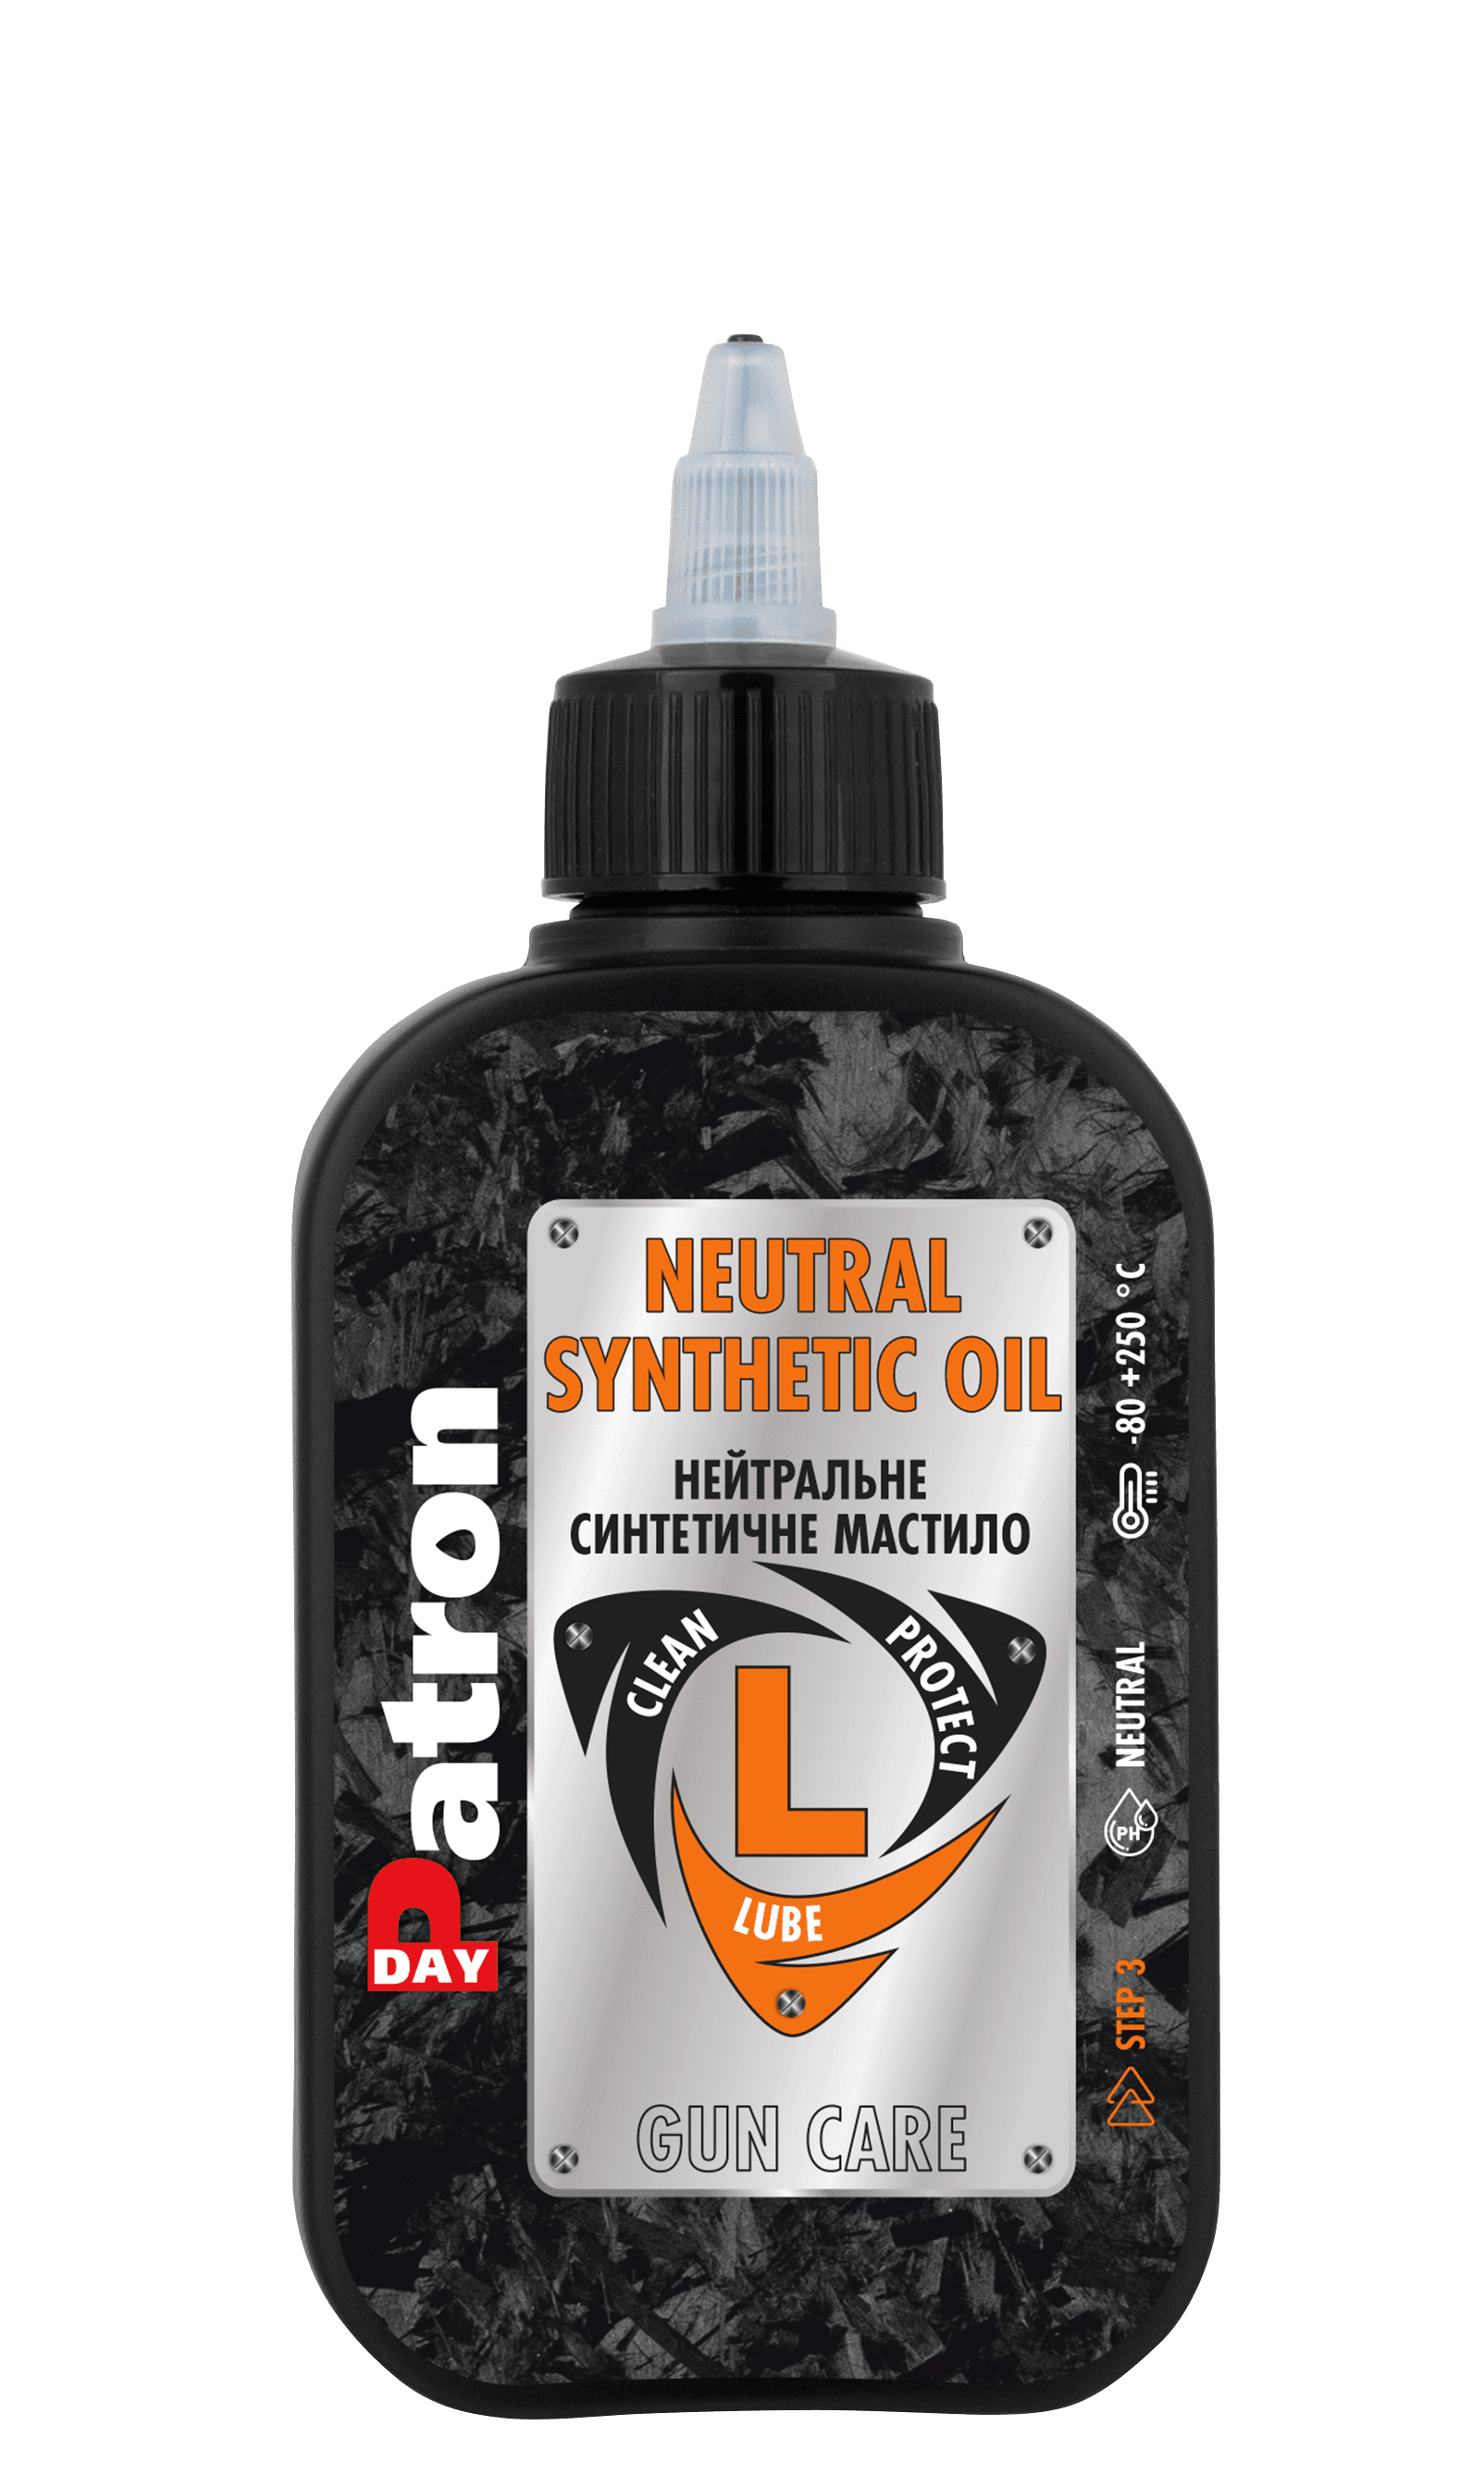 NEUTRAL
SYNTHETIC OIL
НЕЙТРАЛЬНЕ
СИНТЕТИЧНЕ МАСТИЛО
CLEAN
PROTECT
L
LUBE
GUN CARE
Patron
DAY
-80 +250 °C
PH NEUTRAL
STEP 3